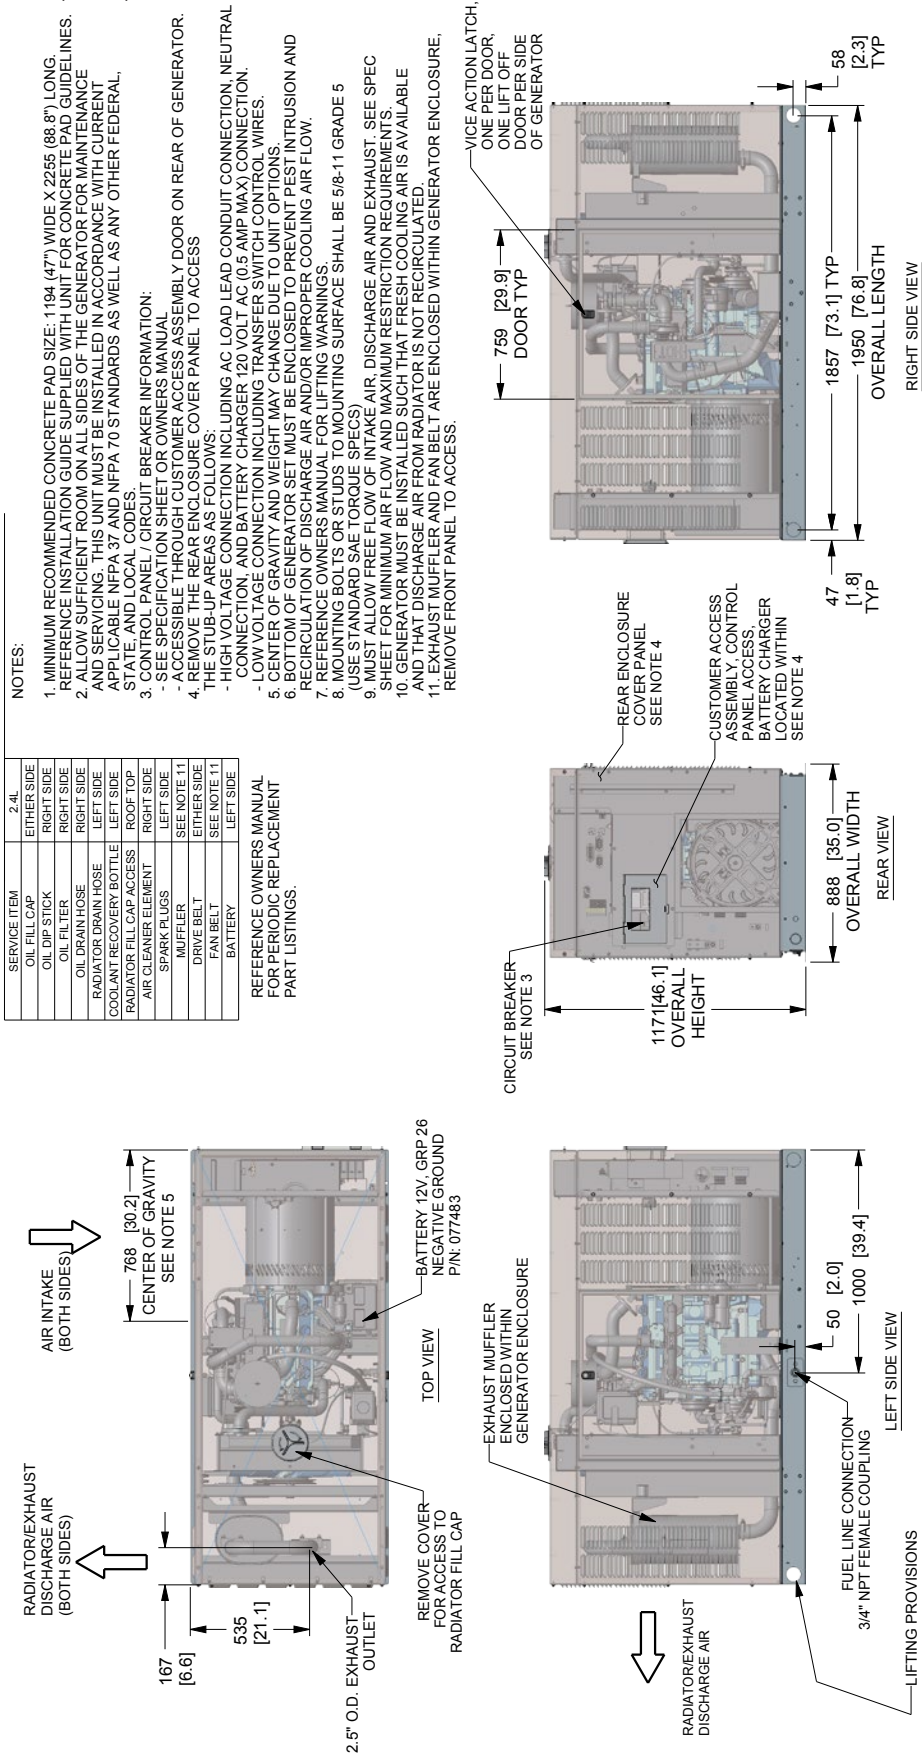 SERVICE ITEM 2.4L
OIL FILL CAP EITHER SIDE
OIL DIP STICK RIGHT SIDE
OIL FILTER RIGHT SIDE
OIL DRAIN HOSE RIGHT SIDE
RADIATOR DRAIN HOSE LEFT SIDE
COOLANT RECOVERY BOTTLE LEFT SIDE
RADIATOR FILL CAP ACCESS ROOF TOP
AIR CLEANER ELEMENT RIGHT SIDE
SPARK PLUGS LEFT SIDE
MUFFLER SEE NOTE 11
DRIVE BELT EITHER SIDE
FAN BELT SEE NOTE 11
BATTERY LEFT SIDE
REFERENCE OWNERS MANUAL
FOR PERIODIC REPLACEMENT
PART LISTINGS.
NOTES:
1. MINIMUM RECOMMENDED CONCRETE PAD SIZE: 1194 (47") WIDE X 2255 (88.8") LONG.
REFERENCE INSTALLATION GUIDE SUPPLIED WITH UNIT FOR CONCRETE PAD GUIDELINES.
2. ALLOW SUFFICIENT ROOM ON ALL SIDES OF THE GENERATOR FOR MAINTENANCE
AND SERVICING. THIS UNIT MUST BE INSTALLED IN ACCORDANCE WITH CURRENT
APPLICABLE NFPA 37 AND NFPA 70 STANDARDS AS WELL AS ANY OTHER FEDERAL,
STATE, AND LOCAL CODES.
3. CONTROL PANEL / CIRCUIT BREAKER INFORMATION:
- SEE SPECIFICATION SHEET OR OWNERS MANUAL
- ACCESSIBLE THROUGH CUSTOMER ACCESS ASSEMBLY DOOR ON REAR OF GENERATOR.
4. REMOVE THE REAR ENCLOSURE COVER PANEL TO ACCESS
THE STUB-UP AREAS AS FOLLOWS:
- HIGH VOLTAGE CONNECTION INCLUDING AC LOAD LEAD CONDUIT CONNECTION, NEUTRAL
CONNECTION, AND BATTERY CHARGER 120 VOLT AC (0.5 AMP MAX) CONNECTION.
- LOW VOLTAGE CONNECTION INCLUDING TRANSFER SWITCH CONTROL WIRES.
5. CENTER OF GRAVITY AND WEIGHT MAY CHANGE DUE TO UNIT OPTIONS.
6. BOTTOM OF GENERATOR SET MUST BE ENCLOSED TO PREVENT PEST INTRUSION AND
RECIRCULATION OF DISCHARGE AIR AND/OR IMPROPER COOLING AIR FLOW.
7. REFERENCE OWNERS MANUAL FOR LIFTING WARNINGS.
8. MOUNTING BOLTS OR STUDS TO MOUNTING SURFACE SHALL BE 5/8-11 GRADE 5
(USE STANDARD SAE TORQUE SPECS)
9. MUST ALLOW FREE FLOW OF INTAKE AIR, DISCHARGE AIR AND EXHAUST. SEE SPEC
SHEET FOR MINIMUM AIR FLOW AND MAXIMUM RESTRICTION REQUIREMENTS.
10. GENERATOR MUST BE INSTALLED SUCH THAT FRESH COOLING AIR IS AVAILABLE
AND THAT DISCHARGE AIR FROM RADIATOR IS NOT RECIRCULATED.
11. EXHAUST MUFFLER AND FAN BELT ARE ENCLOSED WITHIN GENERATOR ENCLOSURE,
REMOVE FRONT PANEL TO ACCESS.
RADIATOR/EXHAUST
DISCHARGE AIR
(BOTH SIDES)
AIR INTAKE
(BOTH SIDES)
167
[6.6]
535
[21.1]
768 [30.2]
CENTER OF GRAVITY
SEE NOTE 5
2.5" O.D. EXHAUST
OUTLET
REMOVE COVER
FOR ACCESS TO
RADIATOR FILL CAP
TOP VIEW
BATTERY 12V, GRP 26
NEGATIVE GROUND
P/N: 077483
RADIATOR/EXHAUST
DISCHARGE AIR
EXHAUST MUFFLER
ENCLOSED WITHIN
GENERATOR ENCLOSURE
LIFTING PROVISIONS
FUEL LINE CONNECTION
3/4" NPT FEMALE COUPLING
50 [2.0]
1000 [39.4]
LEFT SIDE VIEW
CIRCUIT BREAKER
SEE NOTE 3
1171[46.1]
OVERALL
HEIGHT
REAR ENCLOSURE
COVER PANEL
SEE NOTE 4
CUSTOMER ACCESS
ASSEMBLY, CONTROL
PANEL ACCESS,
BATTERY CHARGER
LOCATED WITHIN
SEE NOTE 4
888 [35.0]
OVERALL WIDTH
REAR VIEW
VICE ACTION LATCH,
ONE PER DOOR,
ONE LIFT OFF
DOOR PER SIDE
OF GENERATOR
759 [29.9]
DOOR TYP
47
[1.8]
TYP
58
[2.3]
TYP
1857 [73.1] TYP
1950 [76.8]
OVERALL LENGTH
RIGHT SIDE VIEW